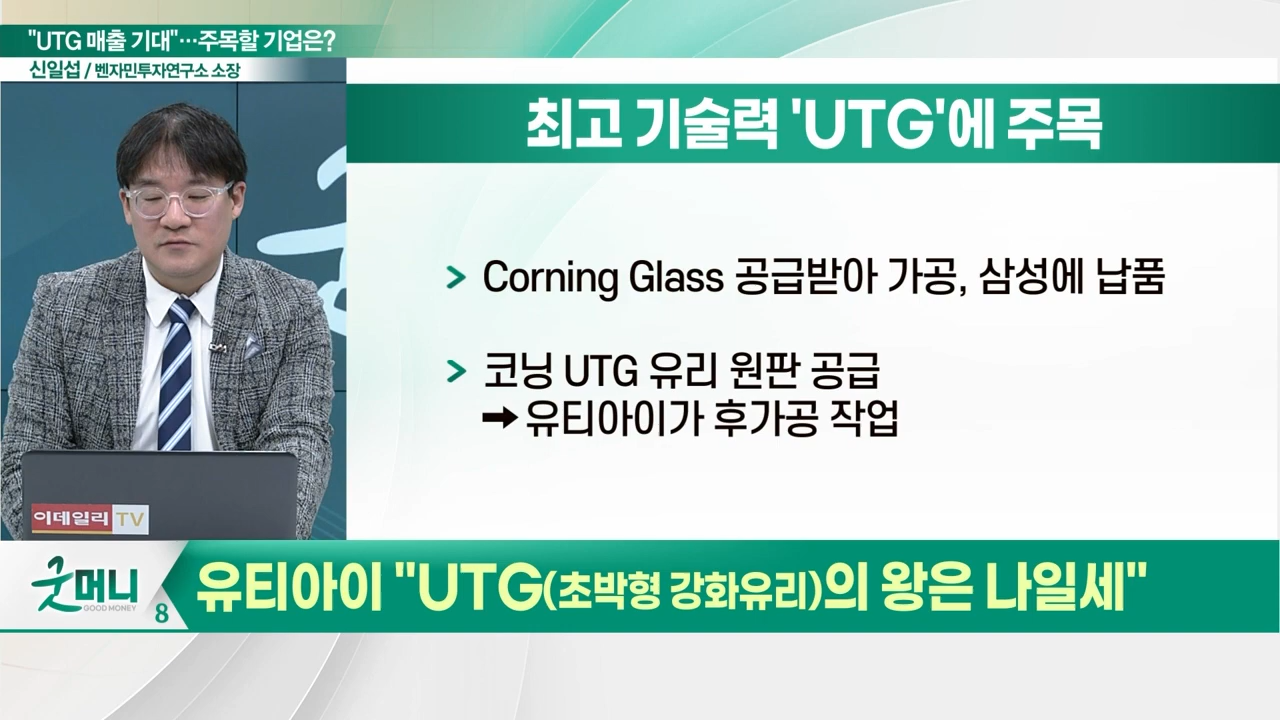 "UTG 매출 기대"…주목할 기업은?
신일섭 / 벤자민투자연구소 소장
최고 기술력 'UTG'에 주목
> Corning Glass 공급받아 가공, 삼성에 납품
> 코닝 UTG 유리 원판 공급
➡ 유티아이가 후가공 작업
이데일리 TV
굿머니
GOOD MONEY
8
유티아이 "UTG(초박형 강화유리)의 왕은 나일세"